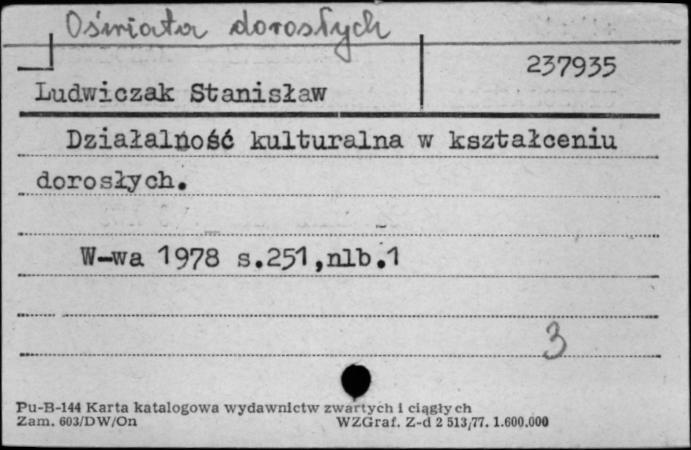 Oświata dorosłych
237935
Ludwiczak Stanisław
Działalność kulturalna w kształceniu
dorosłych.
W-wa 1978 s.251,nlb.1
3
Pu-B-144 Karta katalogowa wydawnictw zwartych i ciągłych
Zam. 603/DW/On WZGraf. Z-d 2 513/77. 1.600.000